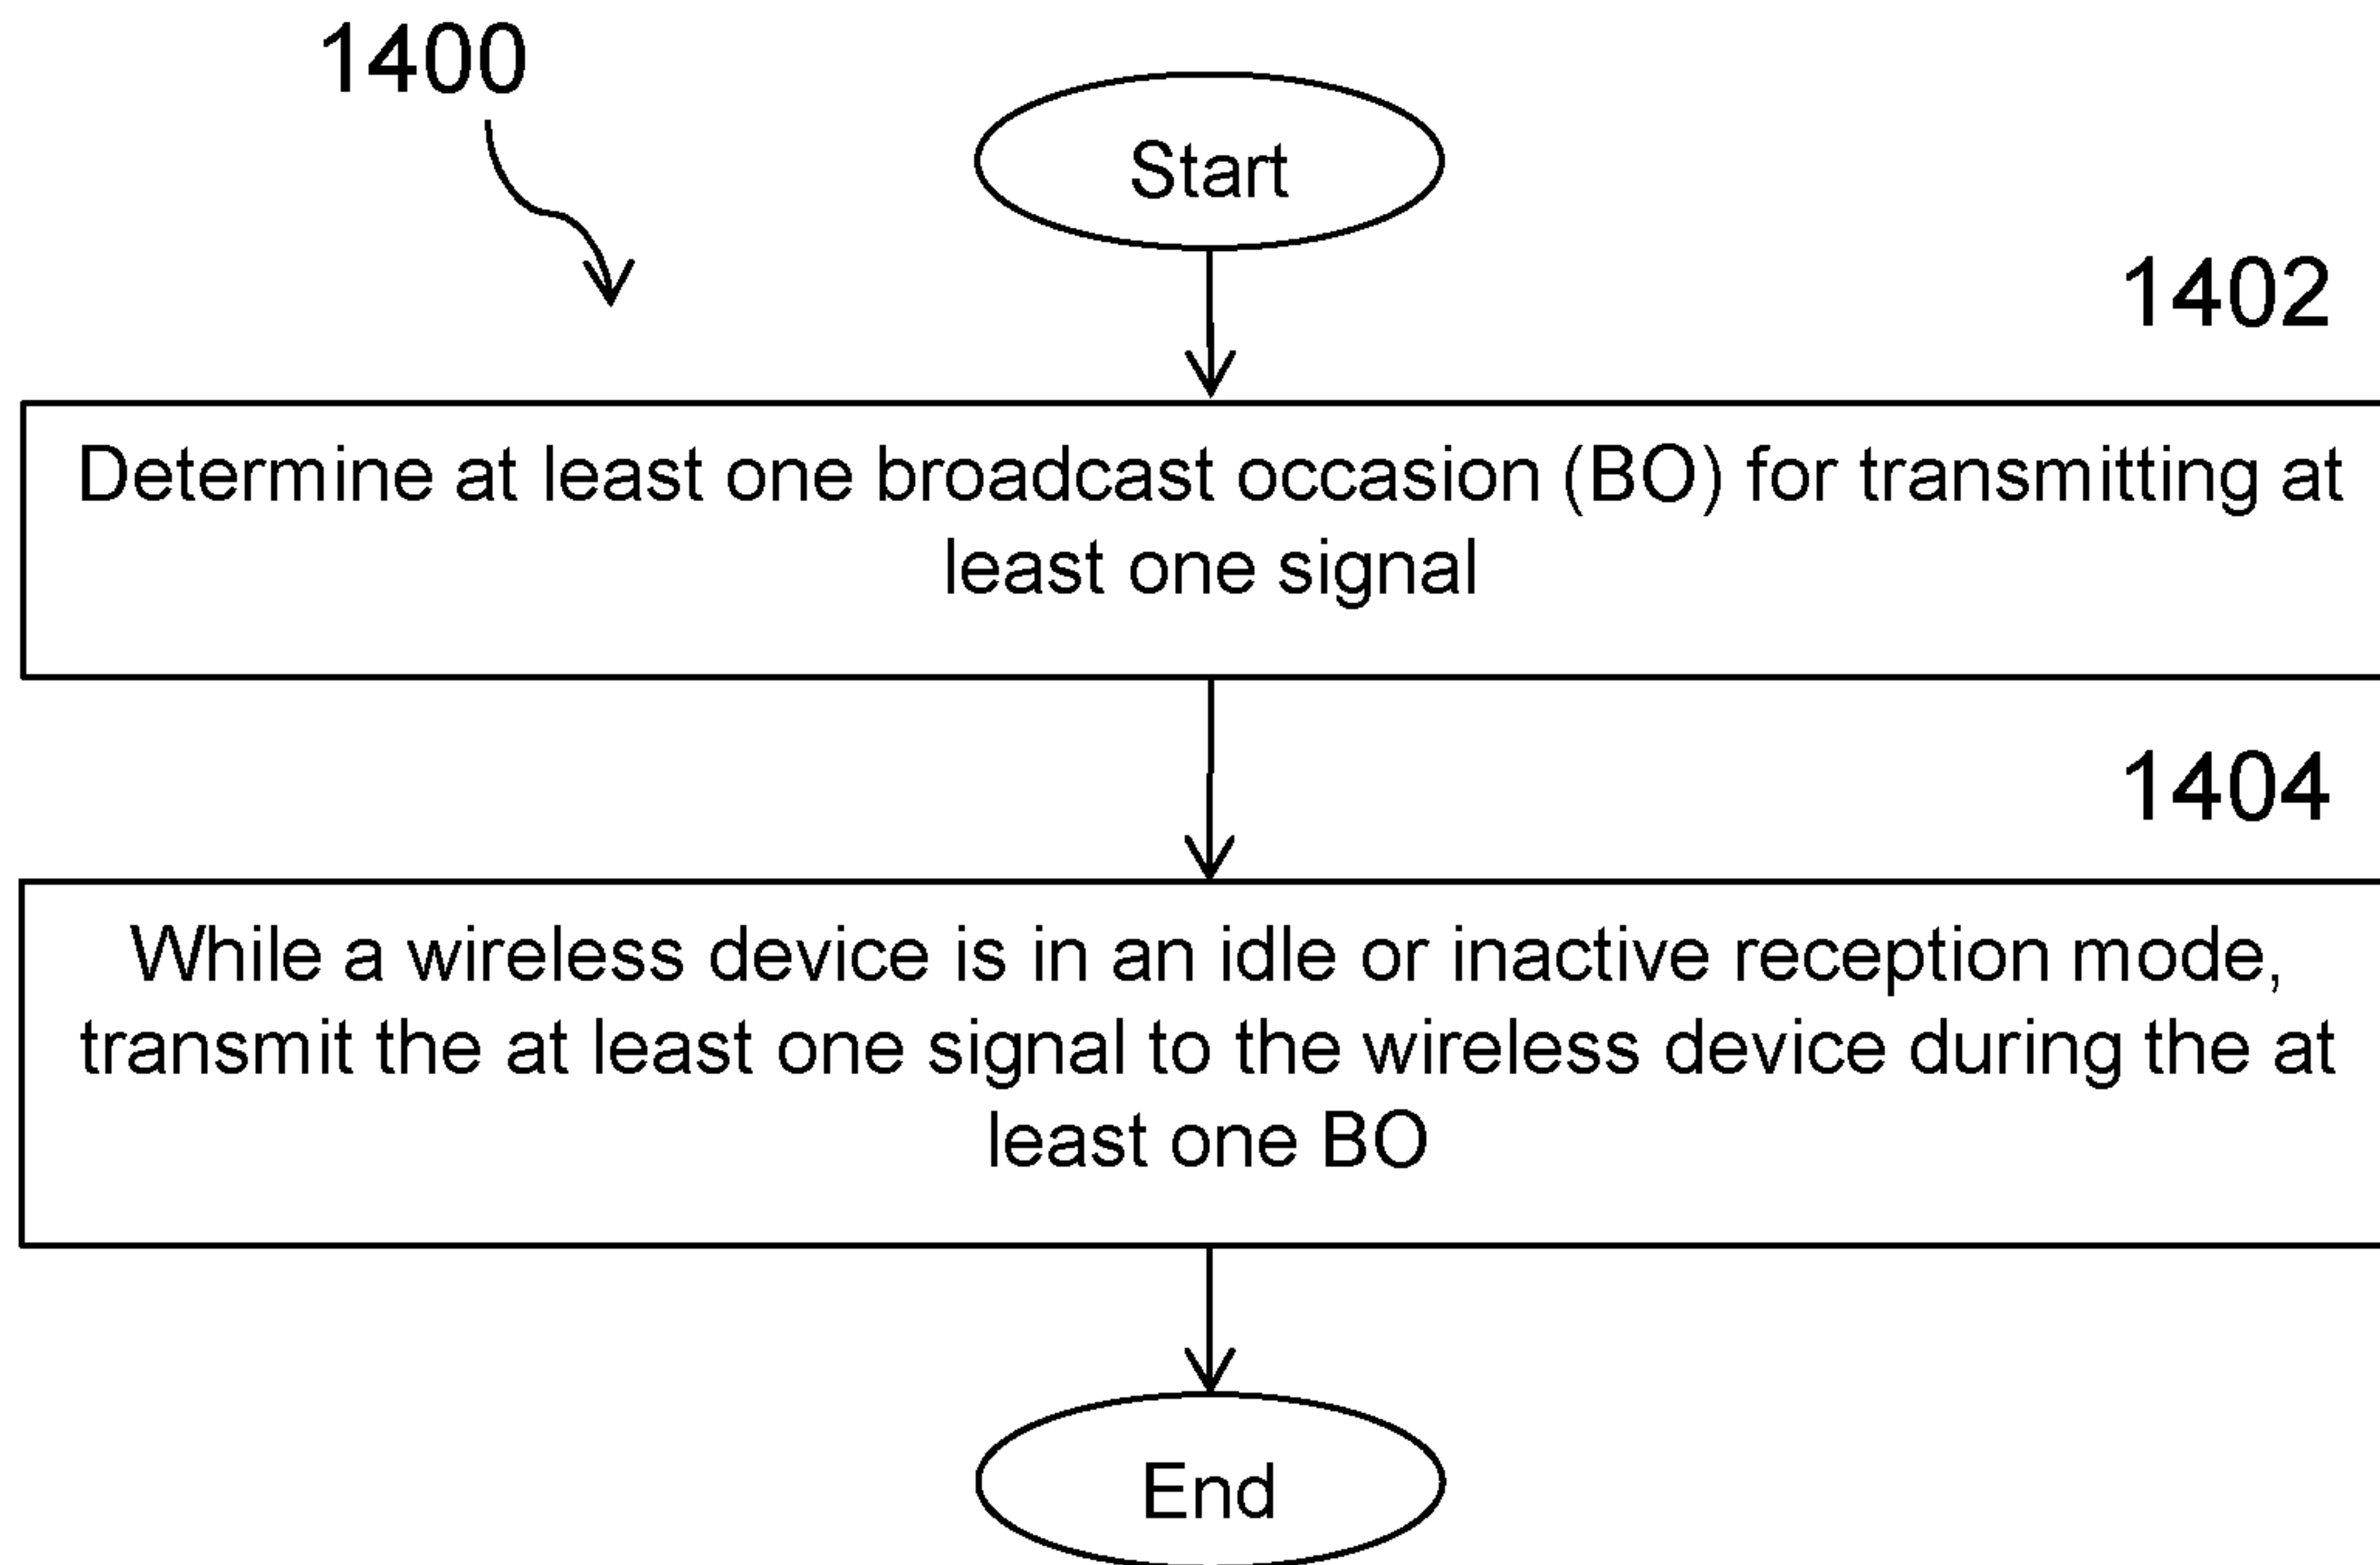 1400
Start
1402
Determine at least one broadcast occasion (BO) for transmitting at
least one signal
1404
While a wireless device is in an idle or inactive reception mode,
transmit the at least one signal to the wireless device during the at
least one BO
End